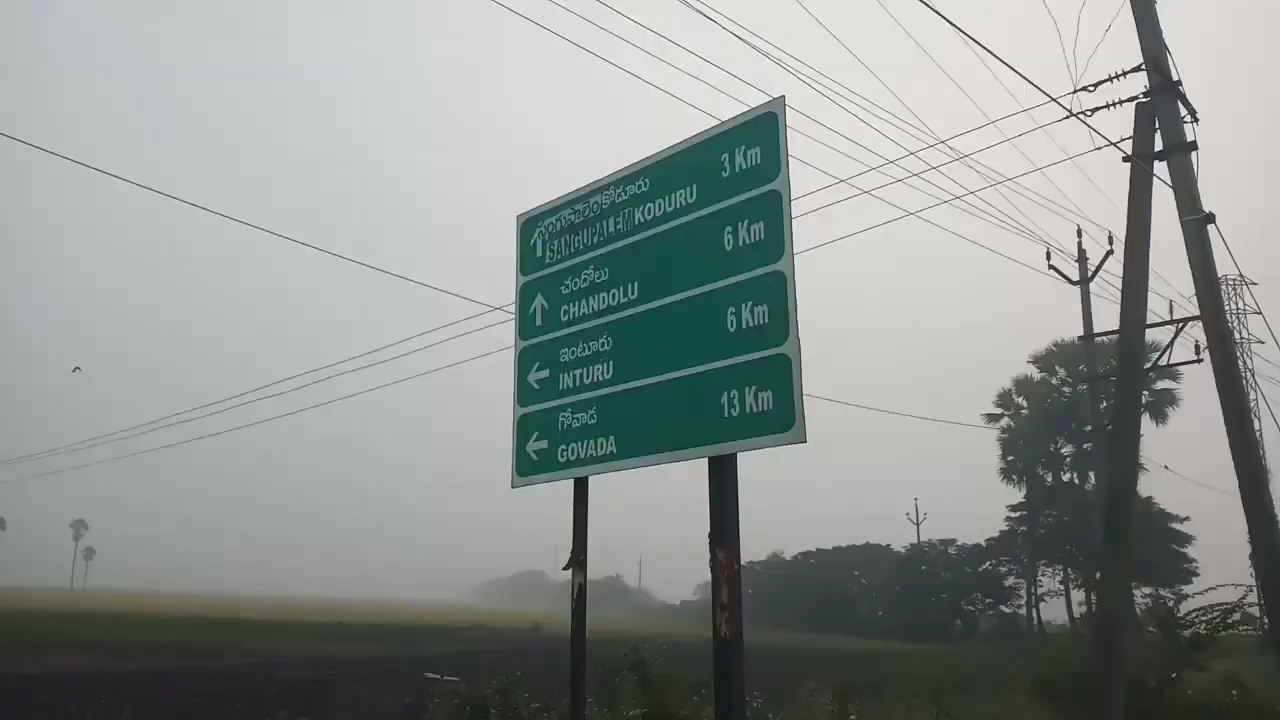 సంగుపాలెంకోడూరు
SANGUPALEM KODURU
3 Km
చందోలు
CHANDOLU
6 Km
ఇంటూరు
INTURU
6 Km
గోవాడ
GOVADA
13 Km